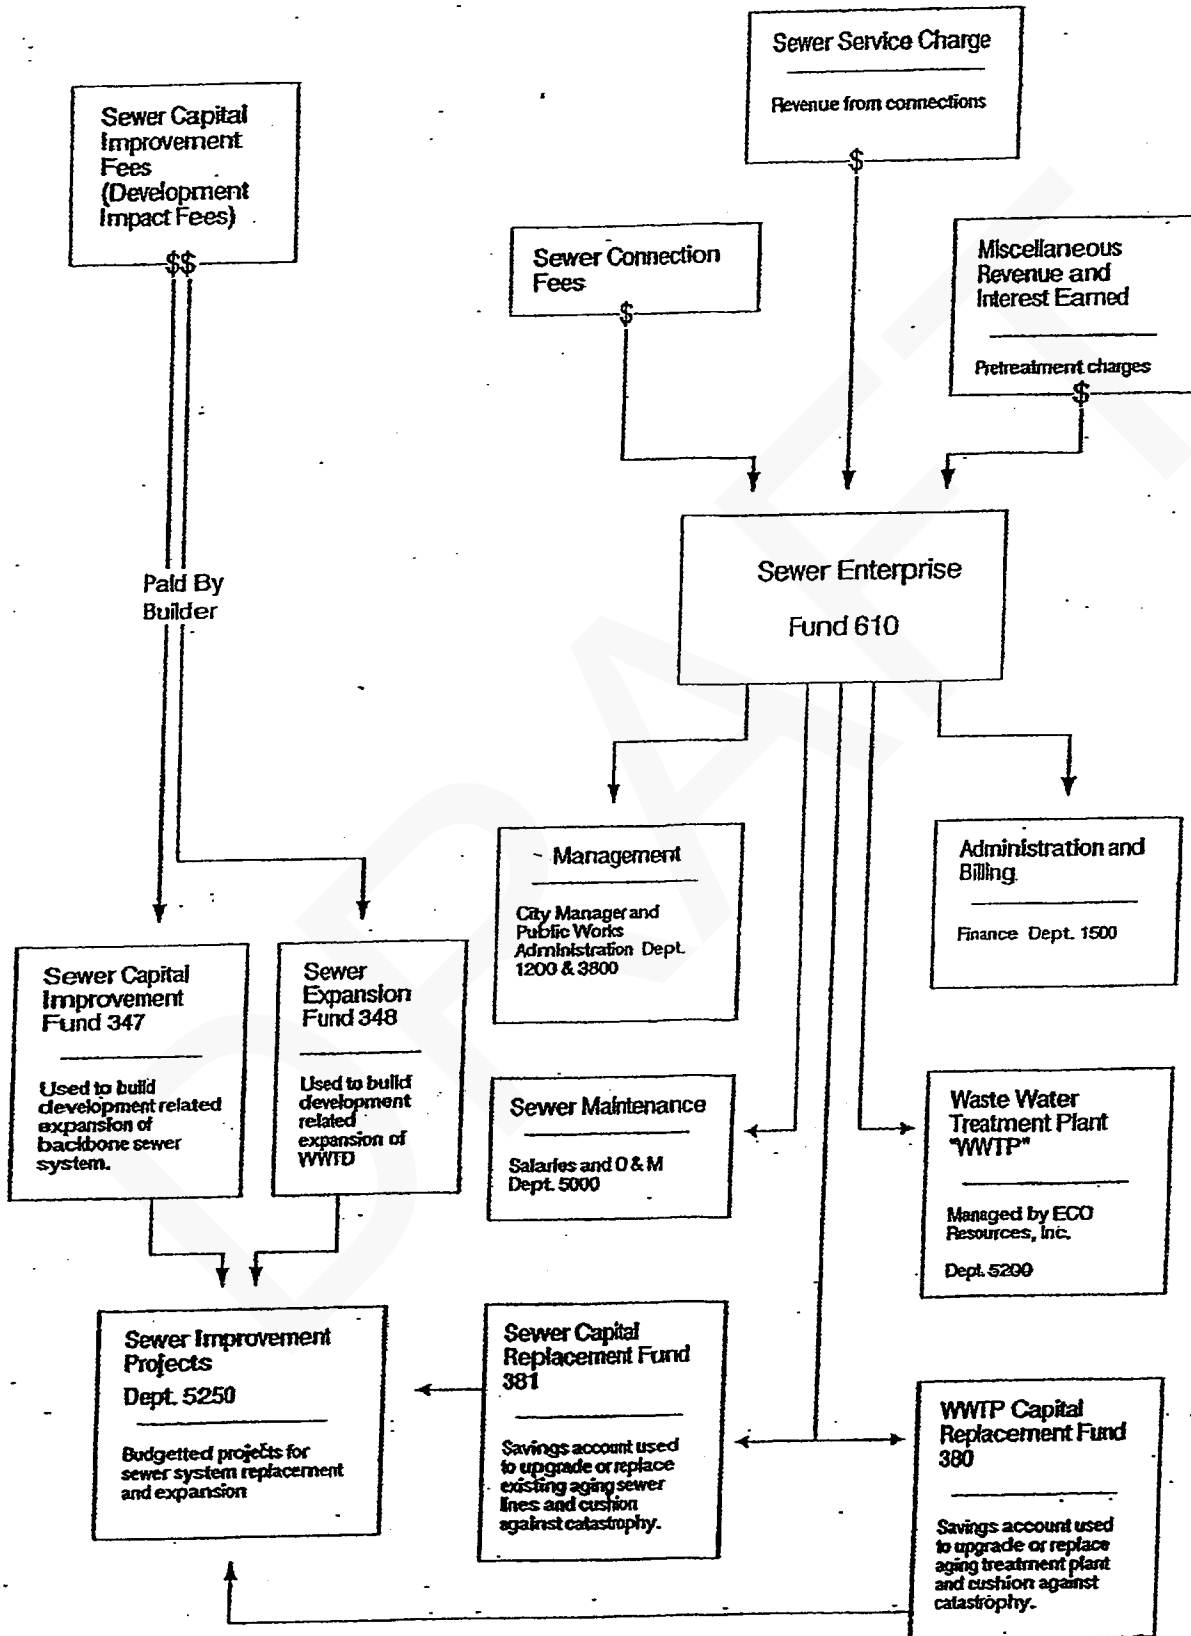 Sewer Service Charge
Revenue from connections
$
Sewer Capital
Improvement
Fees
(Development
Impact Fees)
$$
Sewer Connection
Fees
$
Miscellaneous
Revenue and
Interest Earned
Pretreatment charges
$
Sewer Enterprise
Fund 610
Paid By
Builder
Management
City Manager and
Public Works
Administration Dept.
1200 & 3800
Administration and
Billing.
Finance Dept. 1500
Sewer Capital
Improvement
Fund 347
Used to build
development related
expansion of
backbone sewer
system.
Sewer
Expansion
Fund 348
Used to build
development
related
expansion of
WWTD
Sewer Maintenance
Salaries and O & M
Dept. 5000
Waste Water
Treatment Plant
"WWTP"
Managed by ECO
Resources, Inc.
Dept. 5200
Sewer Improvement
Projects
Dept. 5250
Budgetted projects for
sewer system replacement
and expansion
Sewer Capital
Replacement Fund
381
Savings account used
to upgrade or replace
existing aging sewer
lines and cushion
against catastrophy.
WWTP Capital
Replacement Fund
380
Savings account used
to upgrade or replace
aging treatment plant
and cushion against
catastrophy.
DRAFT